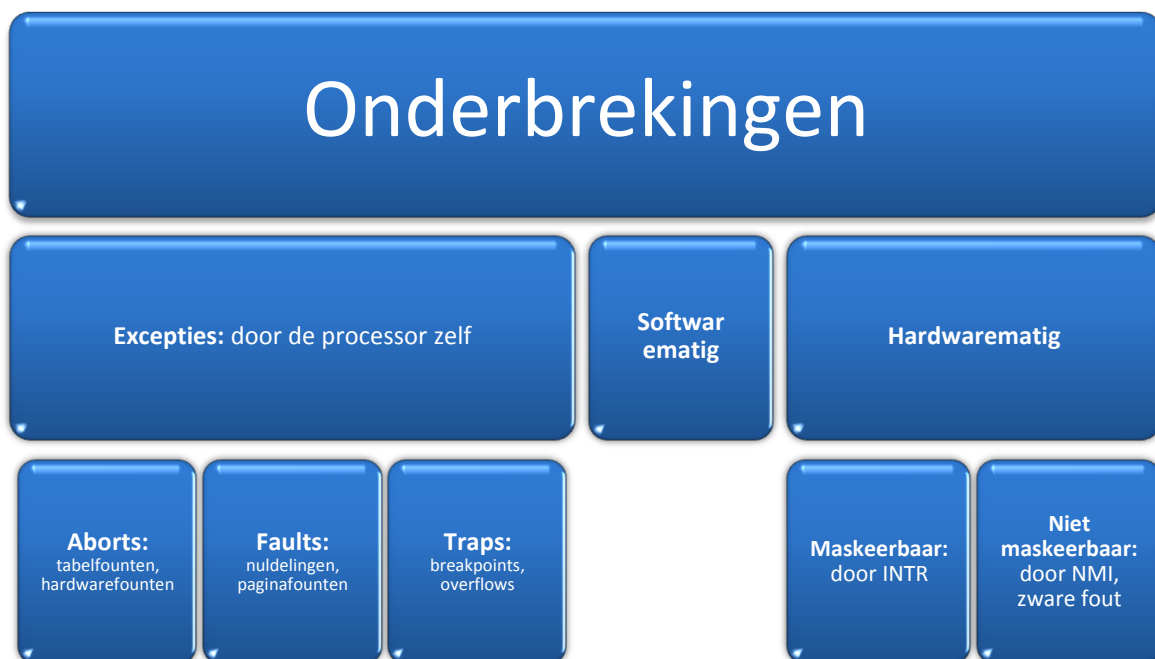 Onderbrekingen
Excepties: door de processor zelf
Softwar
ematig
Hardwarematig
Aborts:
tabelfounten,
hardwarefounten
Faults:
nuldelingen,
paginafounten
Traps:
breakpoints,
overflows
Maskeerbaar:
door INTR
Niet
maskeerbaar:
door NMI,
zware fout